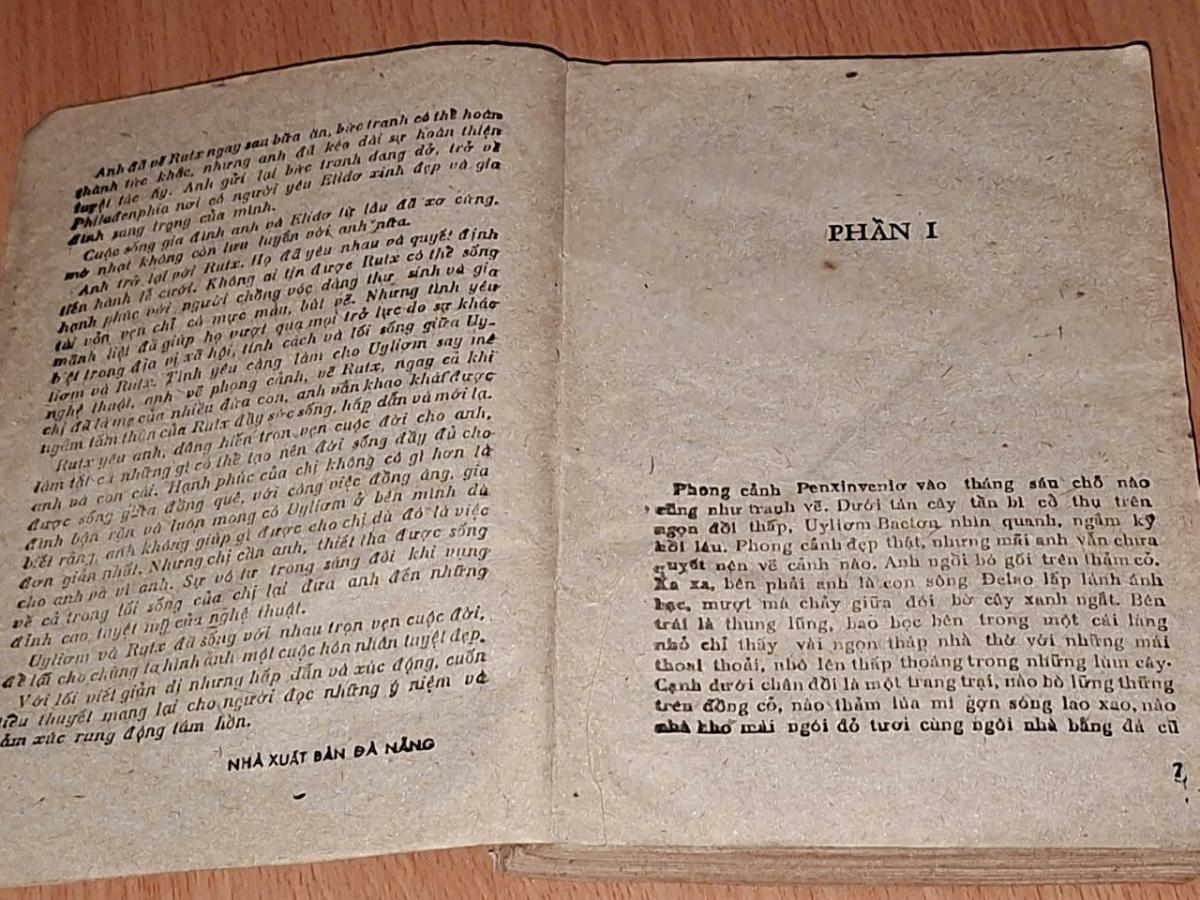 Anh đã vẽ Rutx ngay sau bữa ăn, bức tranh có thể hoàn
thành tức khắc, nhưng anh đã kéo dài sự hoàn thiện
tuyệt tác ấy. Anh gửi lại bức tranh dang dở, trở về
Philađenphia nơi có người yêu Eliđơ xinh đẹp và gia
đình sang trọng của mình.
Cuộc sống gia đình anh và Eliđơ từ lâu đã xơ cứng,
mờ nhạt không còn lưu luyến với anh nữa.
Anh trở lại với Rutx. Họ đã yêu nhau và quyết định
tiến hành lễ cưới. Không ai tin được Rutx có thể sống
hạnh phúc với người chồng vóc dáng thư sinh và gia
tài vỏn vẹn chỉ có mực màu, bút vẽ. Nhưng tình yêu
mãnh liệt đã giúp họ vượt qua mọi trở lực do sự khác
biệt trong địa vị xã hội, tính cách và lối sống giữa Uy-
liơm và Rutx. Tình yêu càng làm cho Uyliơm say mê
nghệ thuật, anh vẽ phong cảnh, vẽ Rutx, ngay cả khi
chị đã là mẹ của nhiều đứa con, anh vẫn khao khát được
ngắm tấm thân của Rutx đầy sức sống, hấp dẫn và mới lạ.
Rutx yêu anh, dâng hiến trọn vẹn cuộc đời cho anh,
làm tất cả những gì có thể tạo nên đời sống đầy đủ cho
anh và con cái. Hạnh phúc của chị không có gì hơn là
được sống giữa đồng quê, với công việc đồng áng, gia
đình bận rộn và luôn mong có Uyliơm ở bên mình dù
biết rằng, anh không giúp gì được cho chị dù đó là việc
đơn giản nhất. Nhưng chị cần anh, thiết tha được sống
cho anh và vì anh. Sự vô tư trong sáng đôi khi vụng
về cả trong lối sống của chị lại đưa anh đến những
đỉnh cao tuyệt mỹ của nghệ thuật.
Uyliơm và Rutx đã sống với nhau trọn vẹn cuộc đời,
để lại cho chúng ta hình ảnh một cuộc hôn nhân tuyệt đẹp.
Với lối viết giản dị nhưng hấp dẫn và xúc động, cuốn
tiểu thuyết mang lại cho người đọc những ý niệm và
cảm xúc rung động tâm hồn.
NHÀ XUẤT BẢN ĐÀ NẴNG
PHẦN I
Phong cảnh Penxinveniơ vào tháng sáu chỗ nào
cũng như tranh vẽ. Dưới tán cây tần bì cổ thụ trên
ngọn đồi thấp, Uyliơm Bactơn nhìn quanh, ngắm kỹ
hồi lâu. Phong cảnh đẹp thật, nhưng mãi anh vẫn chưa
quyết nên vẽ cảnh nào. Anh ngồi bó gối trên thảm cỏ.
Xa xa, bên phải anh là con sông Đelao lấp lánh ánh
bạc, mượt mà chảy giữa đôi bờ cây xanh ngắt. Bên
trái là thung lũng, bao bọc bên trong một cái làng
nhỏ chỉ thấy vài ngọn tháp nhà thờ với những mái
thoai thoải, nhô lên thấp thoáng trong những lùm cây.
Cạnh dưới chân đồi là một trang trại, nào bò lững thững
trên đồng cỏ, nào thảm lúa mì gợn sóng lao xao, nào
nhà kho mái ngói đỏ tươi cùng ngôi nhà bằng đá cũ
7